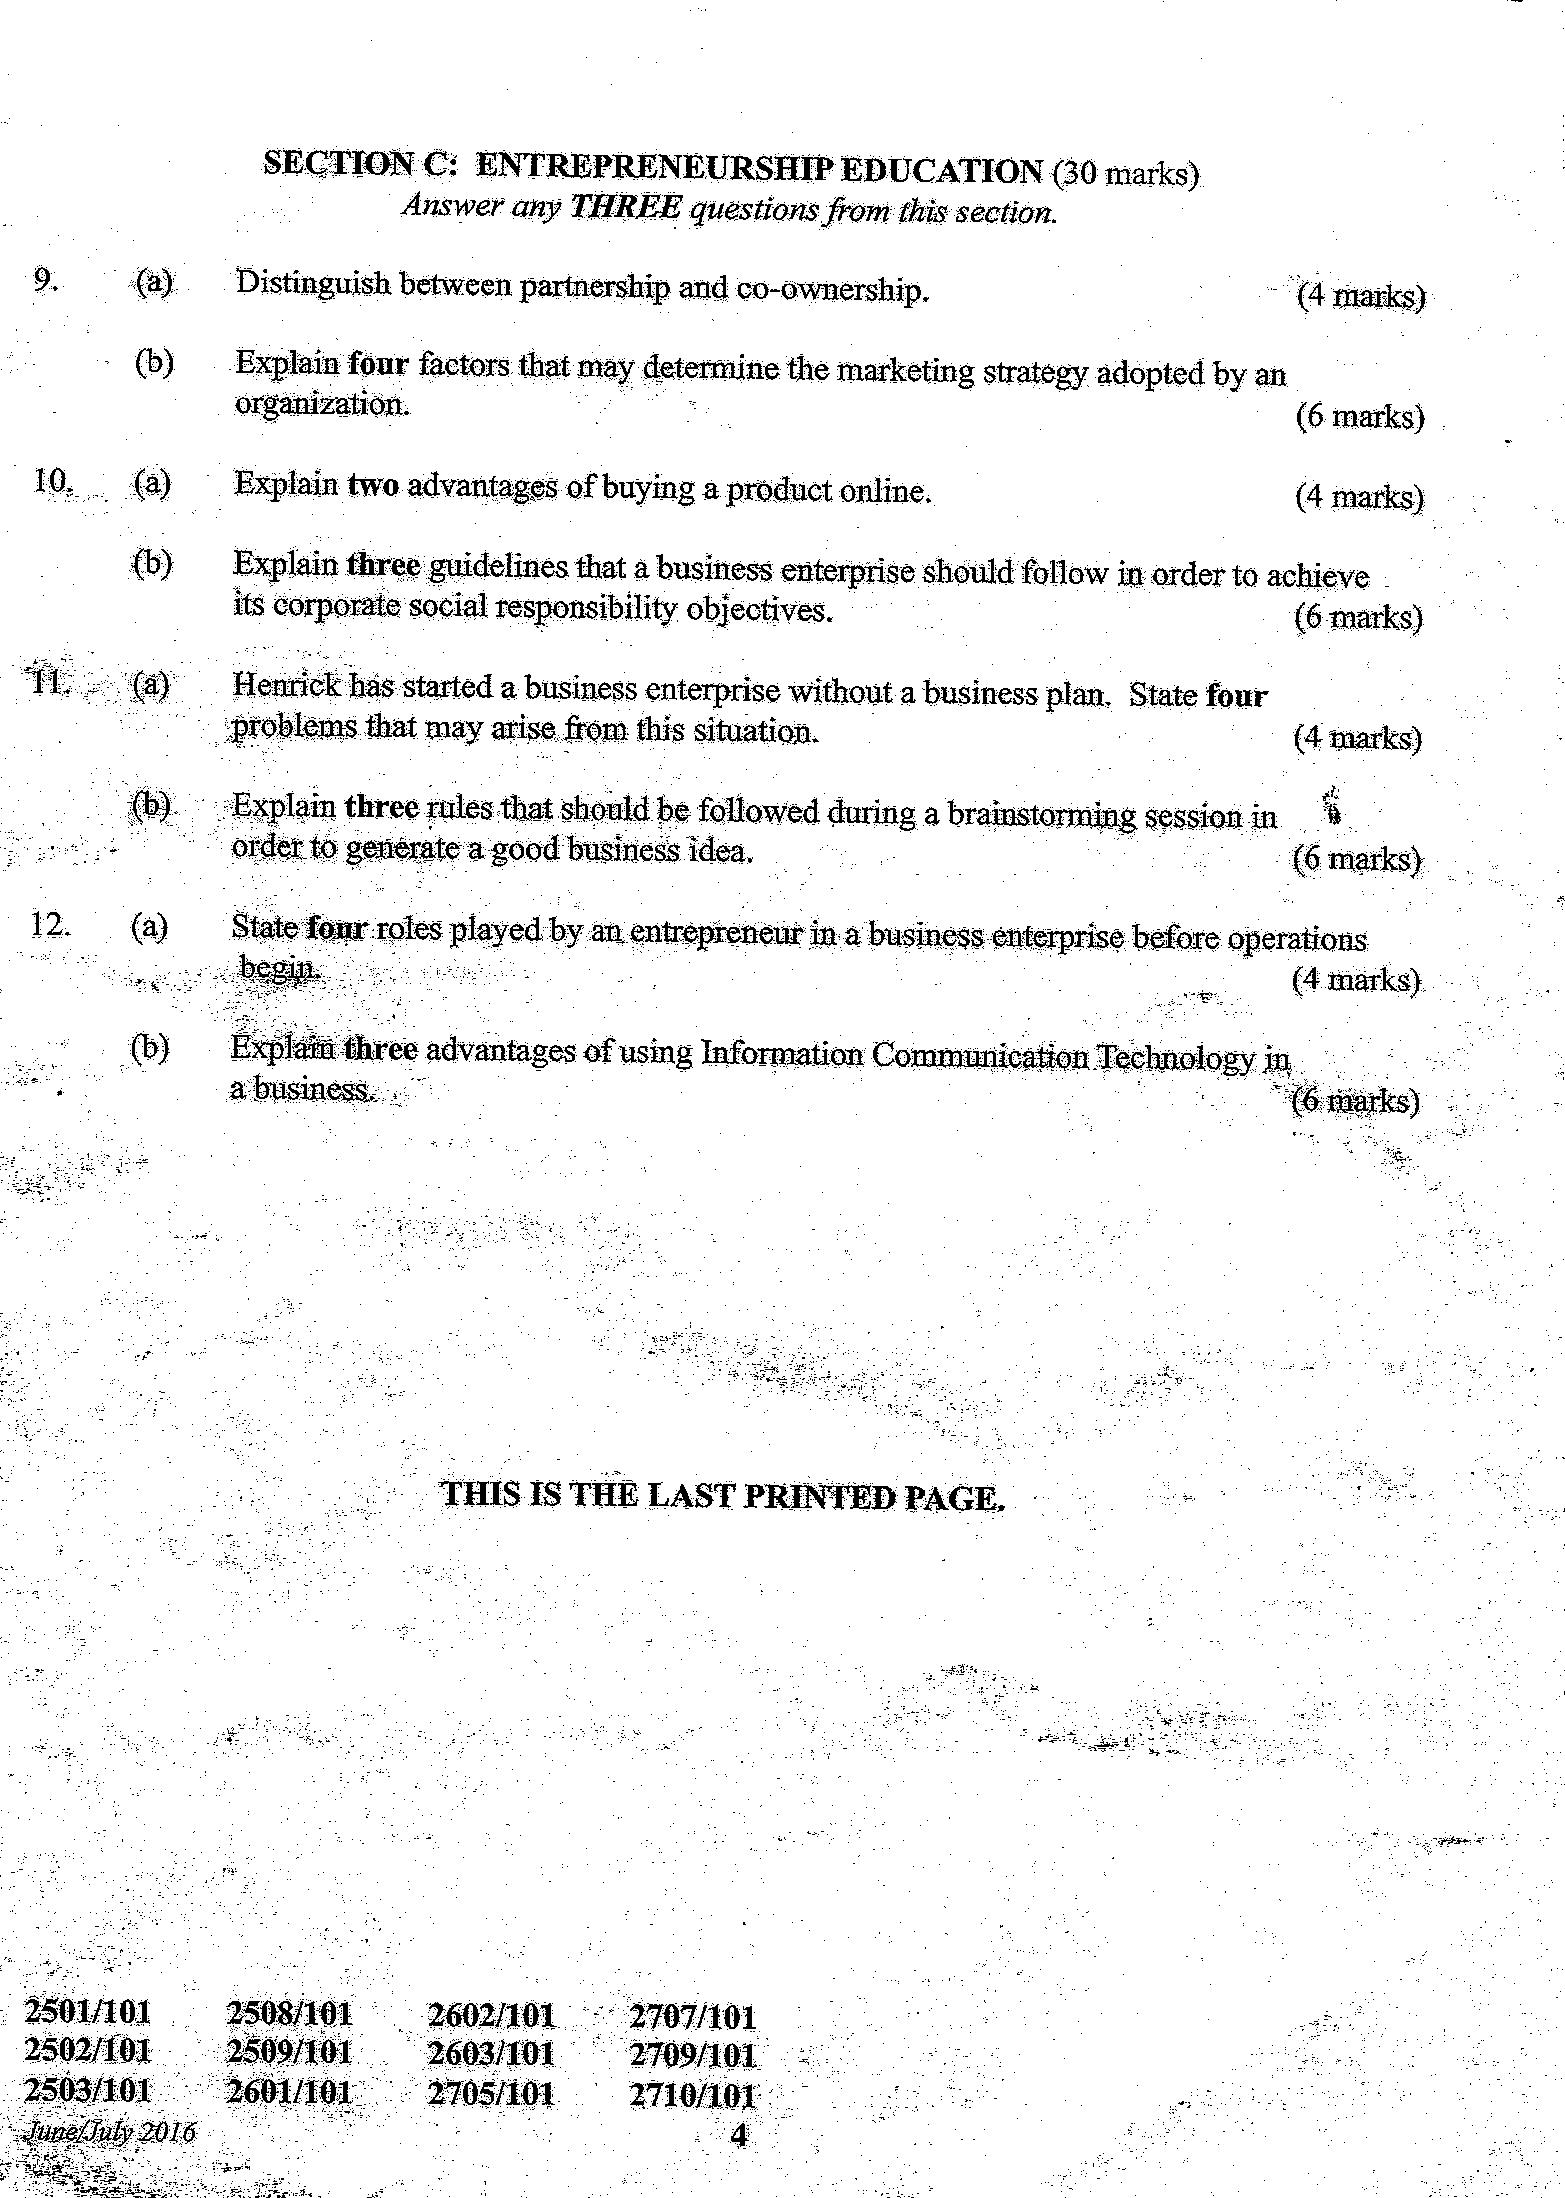 SECTION C: ENTREPRENEURSHIP EDUCATION (30 marks)
Answer any THREE questions from this section.
9. (a) Distinguish between partnership and co-ownership. (4 marks)
(b) Explain four factors that may determine the marketing strategy adopted by an
organization. (6 marks)
10. (a) Explain two advantages of buying a product online. (4 marks)
(b) Explain three guidelines that a business enterprise should follow in order to achieve
its corporate social responsibility objectives. (6 marks)
11. (a) Henrick has started a business enterprise without a business plan. State four
problems that may arise from this situation. (4 marks)
(b) Explain three rules that should be followed during a brainstorming session in
order to generate a good business idea. (6 marks)
12. (a) State four roles played by an entrepreneur in a business enterprise before operations
begin. (4 marks)
(b) Explain three advantages of using Information Communication Technology in
a business. (6 marks)
THIS IS THE LAST PRINTED PAGE.
2501/101 2508/101 2602/101 2707/101
2502/101 2509/101 2603/101 2709/101
2503/101 2601/101 2705/101 2710/101
June/July 2016 4